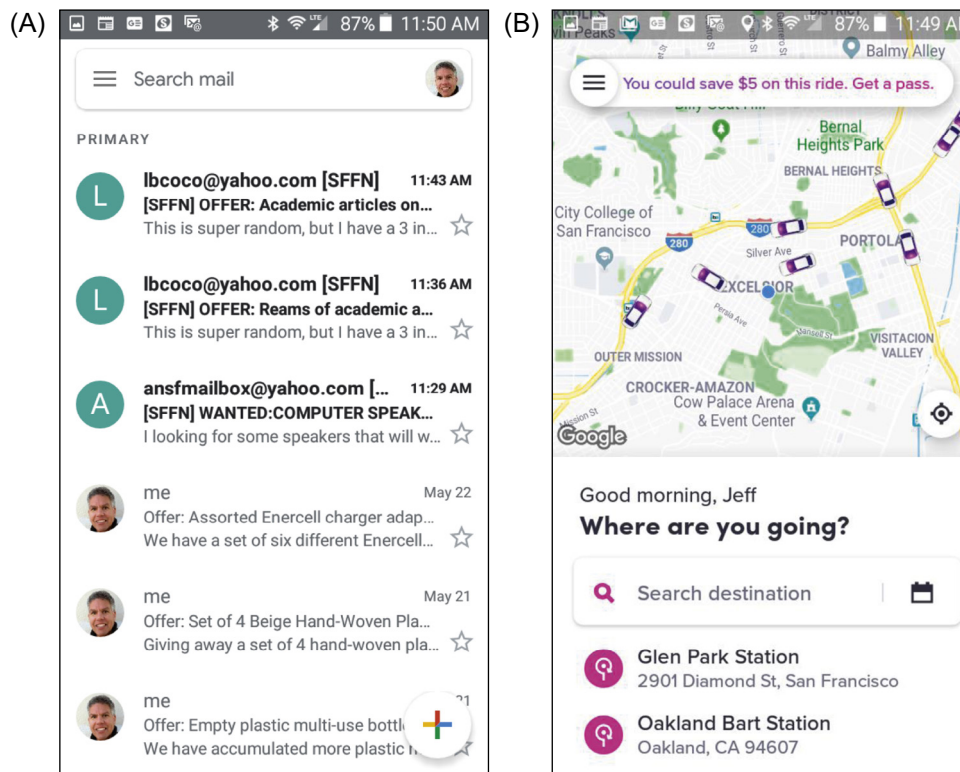 (A)
LTE 87% 11:50 AM
Search mail
PRIMARY
L
lbcoco@yahoo.com [SFFN] 11:43 AM
[SFFN] OFFER: Academic articles on...
This is super random, but I have a 3 in...
L
lbcoco@yahoo.com [SFFN] 11:36 AM
[SFFN] OFFER: Reams of academic a...
This is super random, but I have a 3 in...
A
ansfmailbox@yahoo.com [... 11:29 AM
[SFFN] WANTED:COMPUTER SPEAK...
I looking for some speakers that will w...
me May 22
Offer: Assorted Enercell charger adap...
We have a set of six different Enercell...
me May 21
Offer: Set of 4 Beige Hand-Woven Pla...
Giving away a set of 4 hand-woven pla...
me 21
Offer: Empty plastic multi-use bottl
We have accumulated more plastic
(B)
LTE 87% 11:49 AM
Peaks
Balmy Alley
You could save $5 on this ride. Get a pass.
Bernal
Heights Park
BERNAL HEIGHTS
City College of
San Francisco
280
280
Silver Ave
PORTOLA
EXCELSIOR
Persia Ave
Mansell St
VISITACION
VALLEY
OUTER MISSION
CROCKER-AMAZON
Cow Palace Arena
& Event Center
Mission St
Google
Good morning, Jeff
Where are you going?
Search destination
Glen Park Station
2901 Diamond St, San Francisco
Oakland Bart Station
Oakland, CA 94607